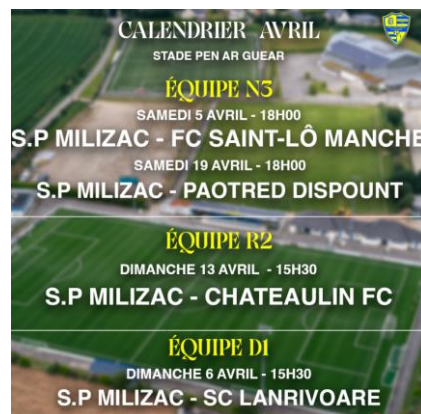 CALENDRIER AVRIL
STADE PEN AR GUEAR
ÉQUIPE N3
SAMEDI 5 AVRIL - 18H00
S.P MILIZAC - FC SAINT-LÔ MANCHE
SAMEDI 19 AVRIL - 18H00
S.P MILIZAC - PAOTRED DISPOUNT
ÉQUIPE R2
DIMANCHE 13 AVRIL - 15H30
S.P MILIZAC - CHATEAULIN FC
ÉQUIPE D1
DIMANCHE 6 AVRIL - 15H30
S.P MILIZAC - SC LANRIVOARE